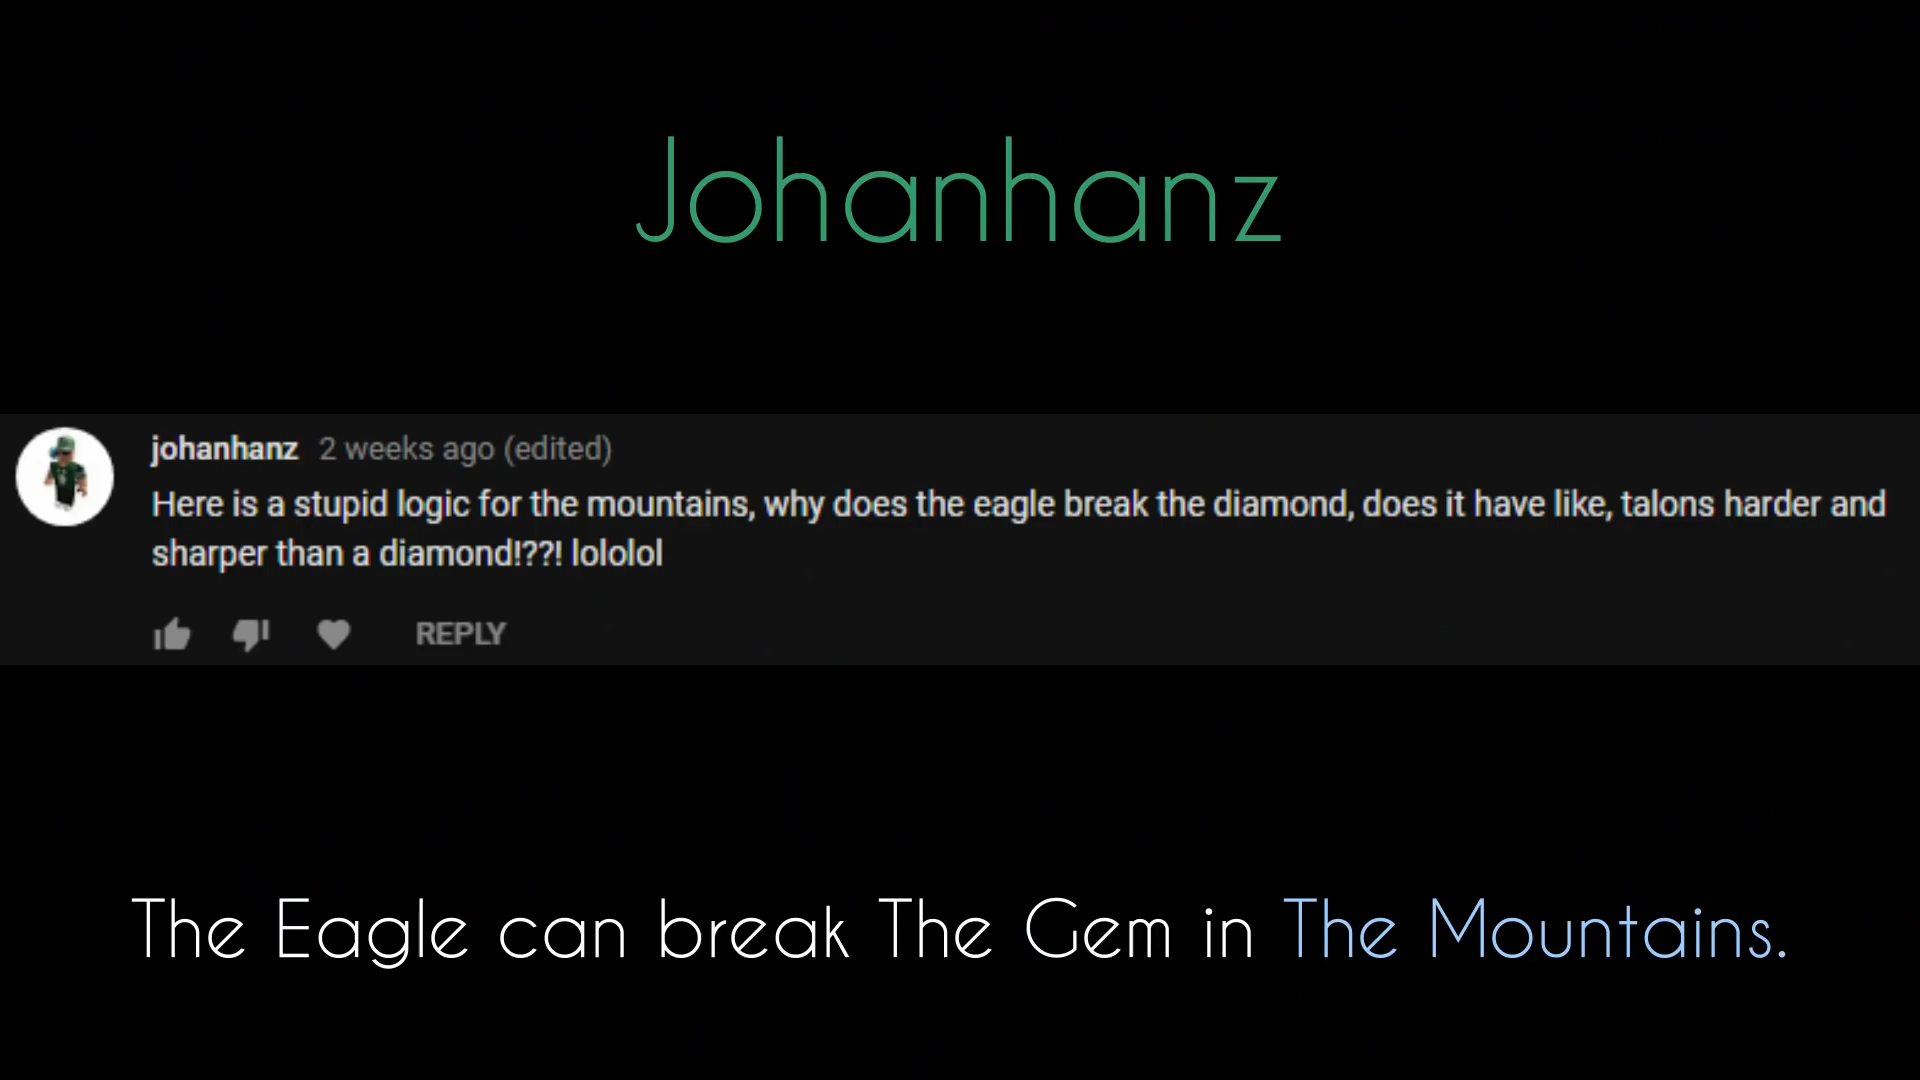 Johanhanz
johanhanz 2 weeks ago (edited)
Here is a stupid logic for the mountains, why does the eagle break the diamond, does it have like, talons harder and
sharper than a diamond!??! lololol
REPLY
The Eagle can break The Gem in The Mountains.